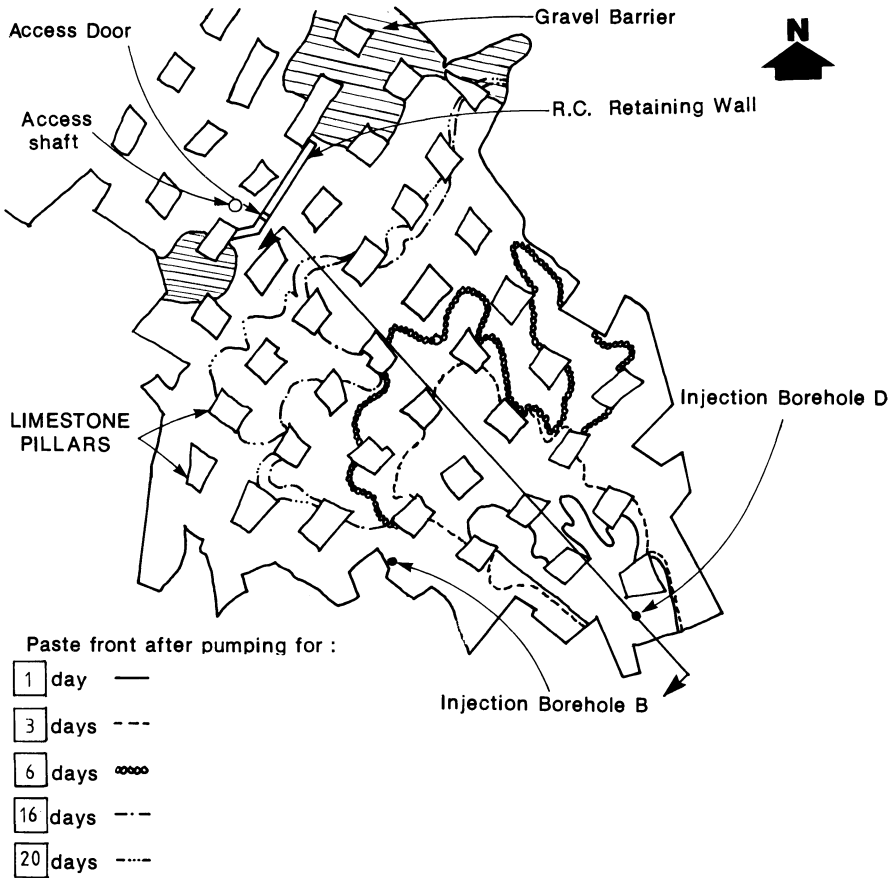 Gravel Barrier
Access Door
N
R.C. Retaining Wall
Access
shaft
Injection Borehole D
LIMESTONE
PILLARS
Paste front after pumping for :
1 day
3 days
6 days
16 days
20 days
Injection Borehole B